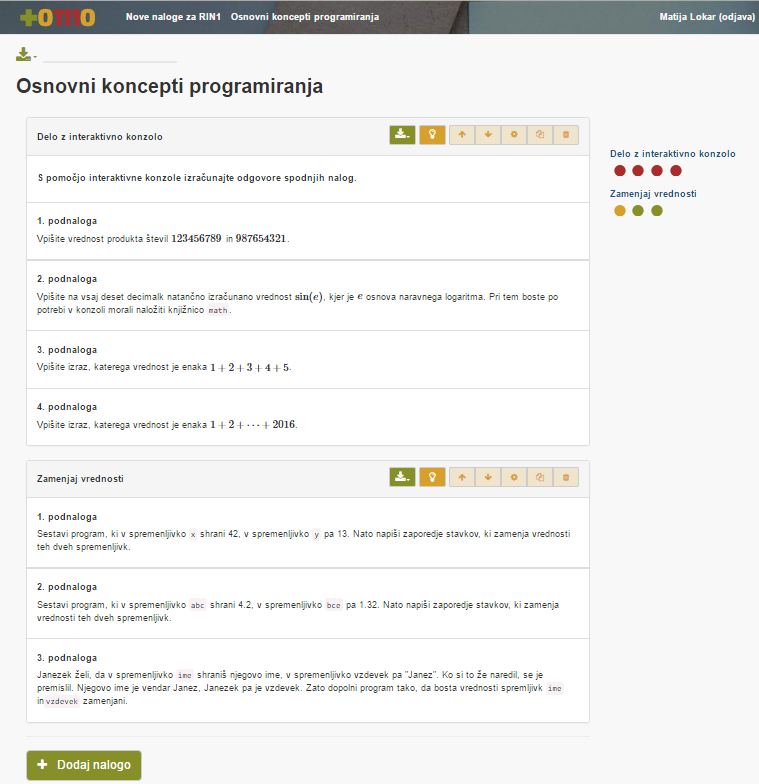 +OIIIO
Nove naloge za RIN1 Osnovni koncepti programiranja Matija Lokar (odjava)
Osnovni koncepti programiranja
Delo z interaktivno konzolo
S pomočjo interaktivne konzole izračunajte odgovore spodnjih nalog.
1. podnaloga
Vpišite vrednost produkta števil 123456789 in 987654321.
2. podnaloga
Vpišite na vsaj deset decimalk natančno izračunano vrednost sin(e), kjer je e osnova naravnega logaritma. Pri tem boste po
potrebi v konzoli morali naložiti knjižnico math.
3. podnaloga
Vpišite izraz, katerega vrednost je enaka 1 + 2 + 3 + 4 + 5.
4. podnaloga
Vpišite izraz, katerega vrednost je enaka 1 + 2 + ⋯ + 2016.
Zamenjaj vrednosti
1. podnaloga
Sestavi program, ki v spremenljivko x shrani 42, v spremenljivko y pa 13. Nato napiši zaporedje stavkov, ki zamenja vrednosti
teh dveh spremenljivk.
2. podnaloga
Sestavi program, ki v spremenljivko abc shrani 4.2, v spremenljivko bce pa 1.32. Nato napiši zaporedje stavkov, ki zamenja
vrednosti teh dveh spremenljivk.
3. podnaloga
Janezek želi, da v spremenljivko ime shraniš njegovo ime, v spremenljivko vzdevek pa "Janez". Ko si to že naredil, se je
premislil. Njegovo ime je vendar Janez, Janezek pa je vzdevek. Zato dopolni program tako, da bosta vrednosti spremljivk ime
in vzdevek zamenjani.
Dodaj nalogo
Delo z interaktivno konzolo
Zamenjaj vrednosti